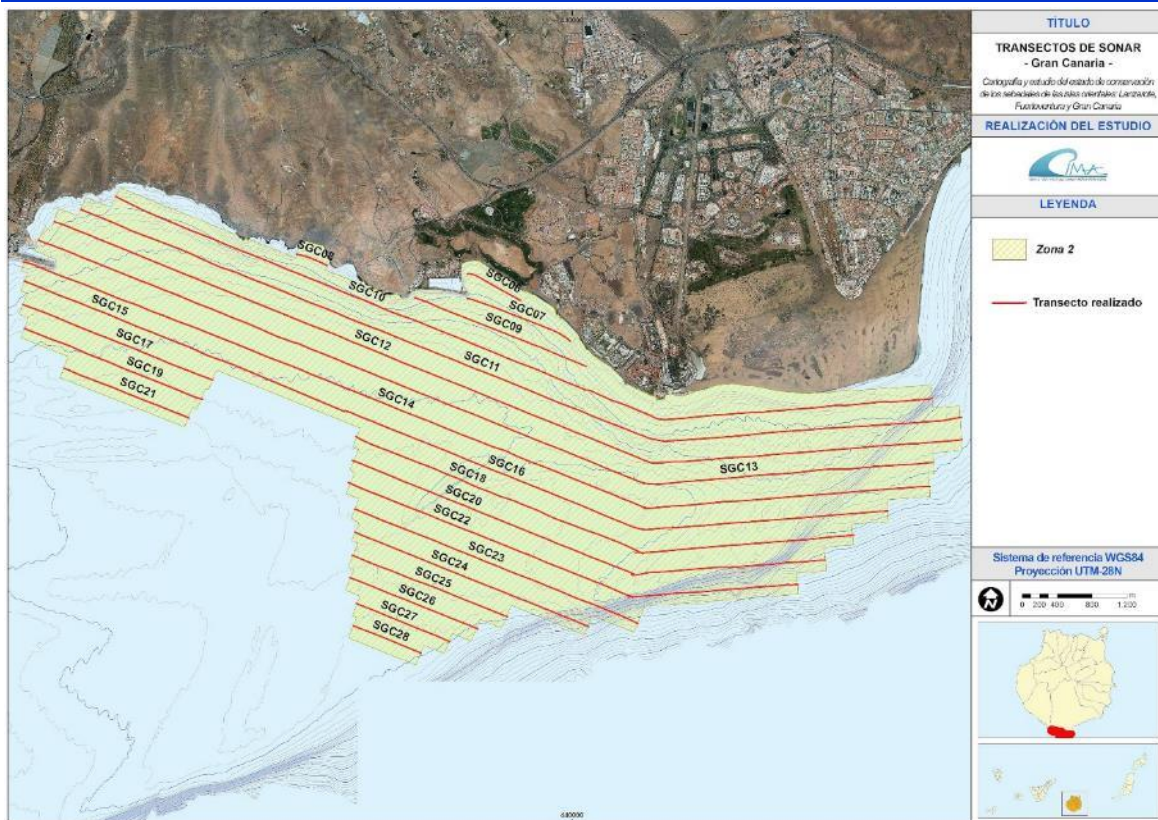 440000
TÍTULO
TRANSECTOS DE SONAR
- Gran Canaria -
Cartografía y estudio del estado de conservación
de los sebadales de las islas orientales: Lanzarote,
Fuerteventura y Gran Canaria
REALIZACIÓN DEL ESTUDIO
CIMA
LEYENDA
Zona 2
Transecto realizado
SGC08
SGC10
SGC06
SGC07
SGC09
SGC15
SGC12
SGC11
SGC17
SGC19
SGC21
SGC14
SGC13
SGC16
SGC18
SGC20
SGC22
SGC23
SGC24
SGC25
SGC26
SGC27
SGC28
Sistema de referencia WGS84
Proyección UTM-28N
N
m
0 200 400 800 1.200
440000